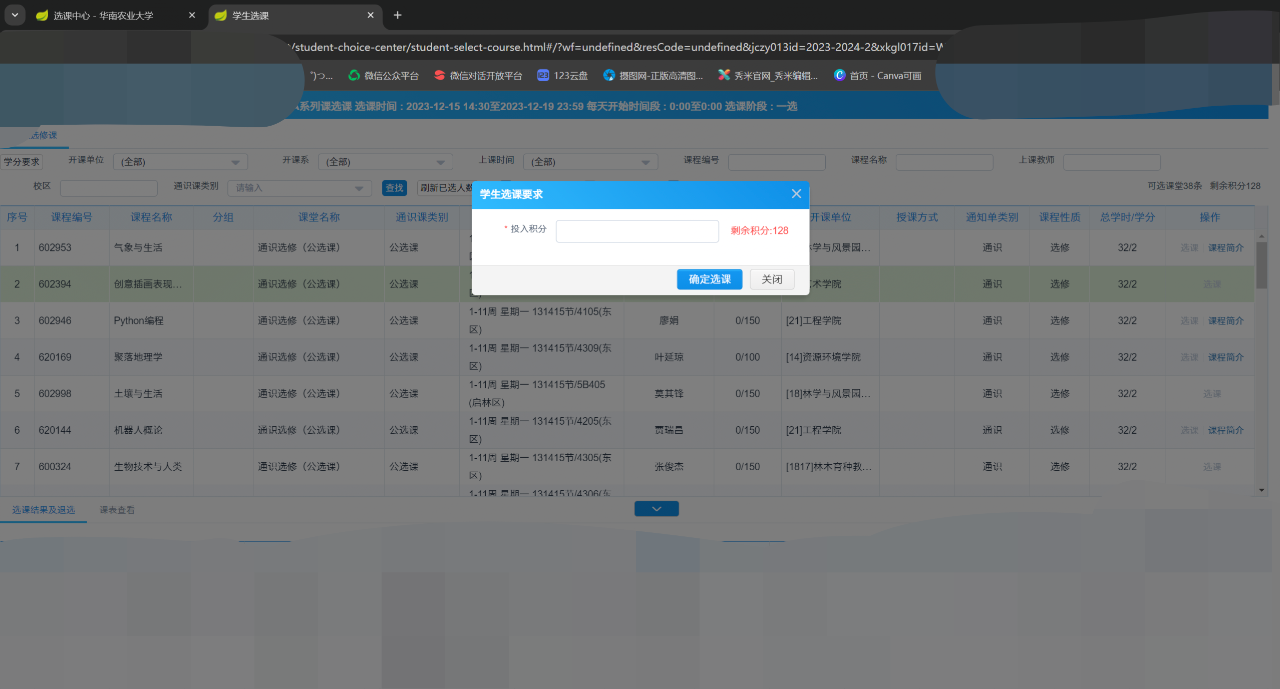 选课中心 - 华南农业大学
学生选课
/student-choice-center/student-select-course.html#/?wf=undefined&resCode=undefined&jczy013id=2023-2024-2&xkgl017id=W
")つ...
微信公众平台
微信对话开放平台
123云盘
摄图网-正版高清图...
秀米官网_秀米编辑...
首页 - Canva可画
系列课选课 选课时间：2023-12-15 14:30至2023-12-19 23:59 每天开始时间段：0:00至0:00 选课阶段：一选
选修课
学分要求 开课单位 (全部) 开课系 (全部) 上课时间 (全部) 课程编号 课程名称 上课教师
校区 通识课类别 请输入 查找 刷新已选人数 可选课堂38条 剩余积分128
学生选课要求
* 投入积分 剩余积分:128
确定选课 关闭
序号 课程编号 课程名称 分组 课堂名称 通识课类别 开课单位 授课方式 通知单类别 课程性质 总学时/学分 操作
1 602953 气象与生活 通识选修（公选课） 公选课 学与风景园... 通识 选修 32/2 选课 课程简介
2 602394 创意插画表现... 通识选修（公选课） 公选课 术学院 通识 选修 32/2 选课
3 602946 Python编程 通识选修（公选课） 公选课 1-11周 星期一 131415节/4105(东区) 廖娟 0/150 [21]工程学院 通识 选修 32/2 选课 课程简介
4 620169 聚落地理学 通识选修（公选课） 公选课 1-11周 星期一 131415节/4309(东区) 叶延琼 0/100 [14]资源环境学院 通识 选修 32/2 选课 课程简介
5 602998 土壤与生活 通识选修（公选课） 公选课 1-11周 星期一 131415节/5B405(启林区) 莫其锋 0/150 [18]林学与风景园... 通识 选修 32/2 选课
6 620144 机器人概论 通识选修（公选课） 公选课 1-11周 星期一 131415节/4205(东区) 贾瑞昌 0/150 [21]工程学院 通识 选修 32/2 选课 课程简介
7 600324 生物技术与人类 通识选修（公选课） 公选课 1-11周 星期一 131415节/4305(东区) 张俊杰 0/150 [1817]林木育种教... 通识 选修 32/2 选课
1-11周 星期一 131415节/4306(东
选课结果及退选 课表查看